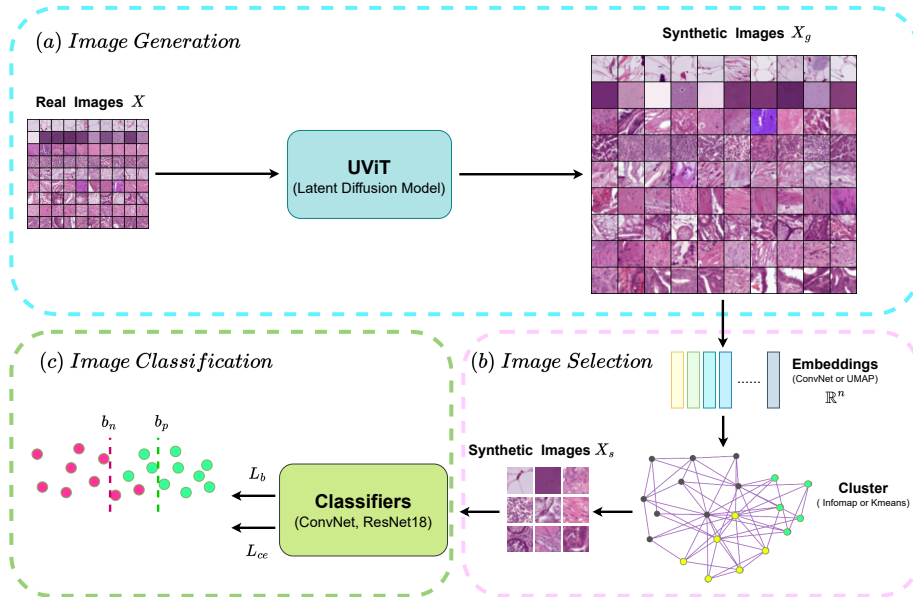 (a) Image Generation
Real Images X
UViT
(Latent Diffusion Model)
Synthetic Images X_g
(c) Image Classification
b_n b_p
L_b
L_ce
Classifiers
(ConvNet, ResNet18)
(b) Image Selection
Embeddings
(ConvNet or UMAP)
ℝ^n
......
Synthetic Images X_s
Cluster
( Infomap or Kmeans)